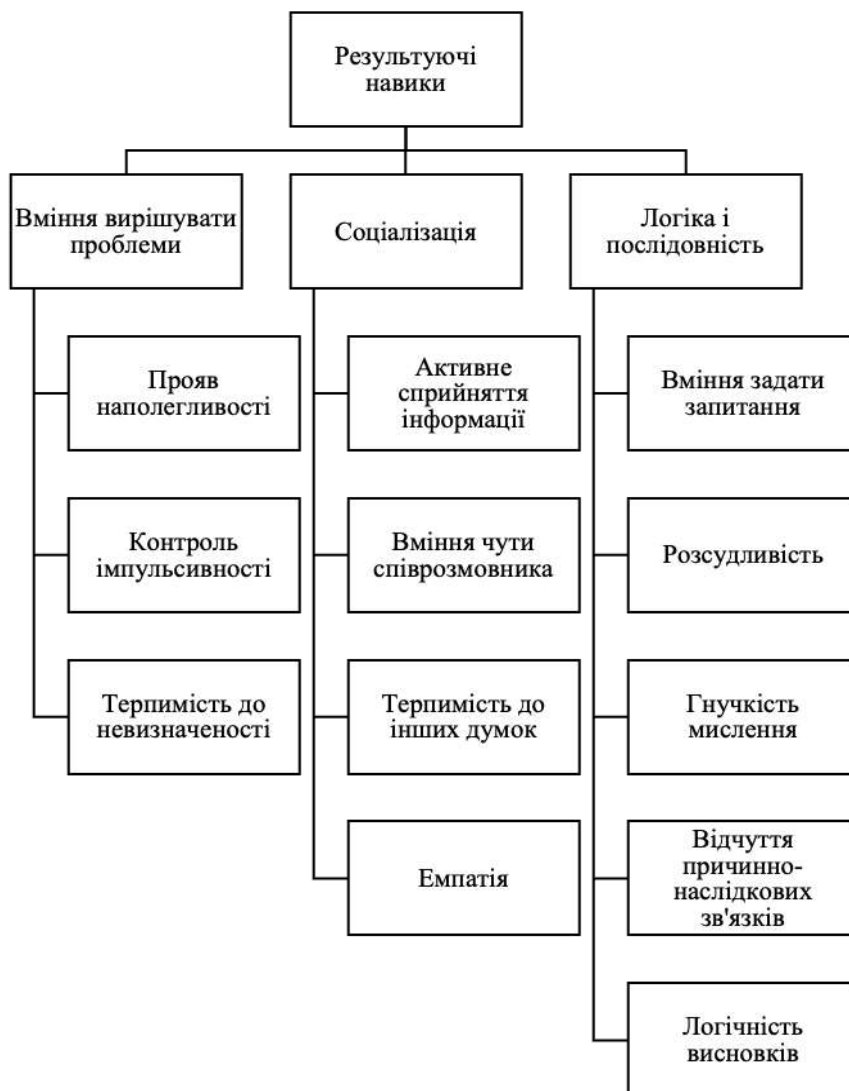 Результуючі
навики
Вміння вирішувати
проблеми
Соціалізація
Логіка і
послідовність
Прояв
наполегливості
Активне
сприйняття
інформації
Вміння задати
запитання
Контроль
імпульсивності
Вміння чути
співрозмовника
Розсудливість
Терпимість до
невизначеності
Терпимість до
інших думок
Гнучкість
мислення
Емпатія
Відчуття
причинно-
наслідкових
зв'язків
Логічність
висновків